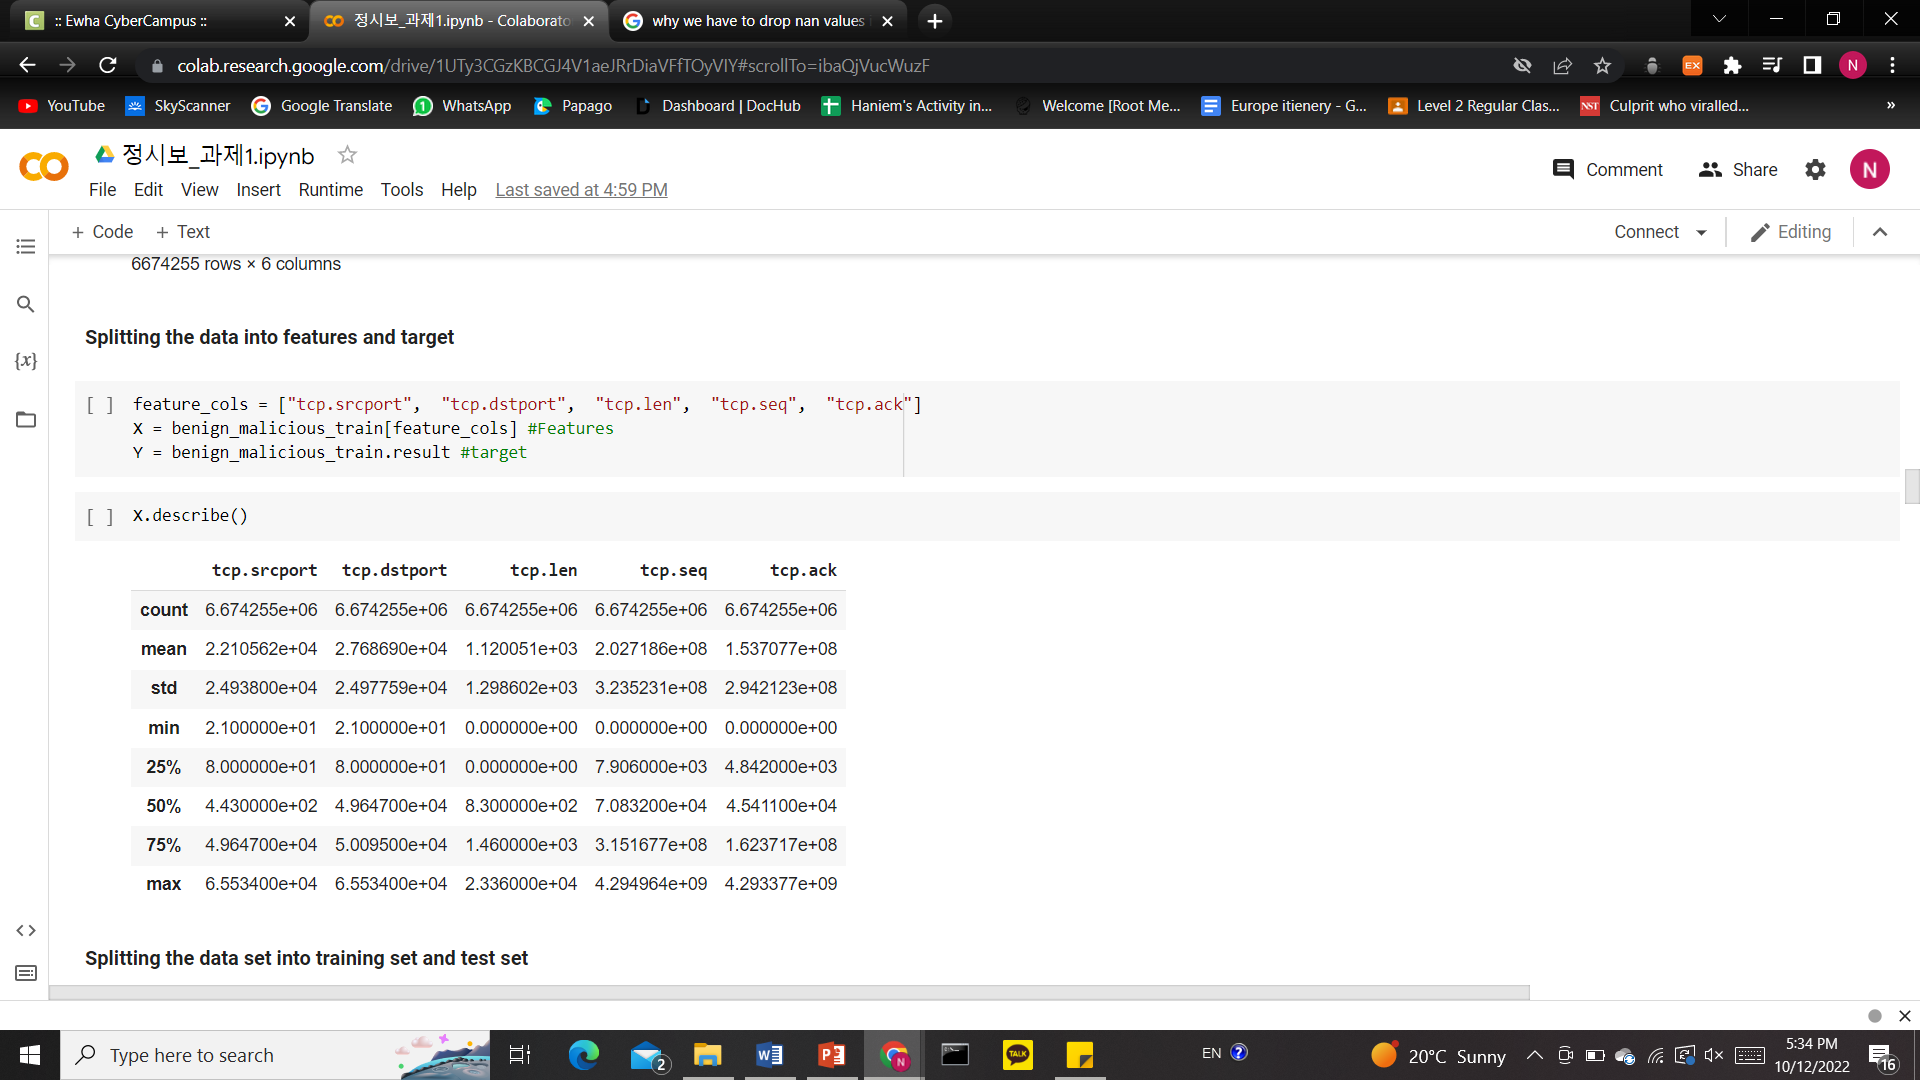 :: Ewha CyberCampus ::
정시보_과제1.ipynb - Colaborato
why we have to drop nan values i
colab.research.google.com/drive/1UTy3CGzKBCGJ4V1aeJRrDiaVFfTOyVIY#scrollTo=ibaQjVucWuzF
N
YouTube
SkyScanner
Google Translate
WhatsApp
Papago
Dashboard | DocHub
Haniem's Activity in...
Welcome [Root Me...
Europe itienery - G...
Level 2 Regular Clas...
Culprit who viralled...
»
정시보_과제1.ipynb
Comment
Share
N
File Edit View Insert Runtime Tools Help Last saved at 4:59 PM
+ Code + Text
Connect
Editing
6674255 rows × 6 columns
Splitting the data into features and target
[ ] feature_cols = ["tcp.srcport", "tcp.dstport", "tcp.len", "tcp.seq", "tcp.ack"]
X = benign_malicious_train[feature_cols] #Features
Y = benign_malicious_train.result #target
[ ] X.describe()
tcp.srcport tcp.dstport tcp.len tcp.seq tcp.ack
count 6.674255e+06 6.674255e+06 6.674255e+06 6.674255e+06 6.674255e+06
mean 2.210562e+04 2.768690e+04 1.120051e+03 2.027186e+08 1.537077e+08
std 2.493800e+04 2.497759e+04 1.298602e+03 3.235231e+08 2.942123e+08
min 2.100000e+01 2.100000e+01 0.000000e+00 0.000000e+00 0.000000e+00
25% 8.000000e+01 8.000000e+01 0.000000e+00 7.906000e+03 4.842000e+03
50% 4.430000e+02 4.964700e+04 8.300000e+02 7.083200e+04 4.541100e+04
75% 4.964700e+04 5.009500e+04 1.460000e+03 3.151677e+08 1.623717e+08
max 6.553400e+04 6.553400e+04 2.336000e+04 4.294964e+09 4.293377e+09
Splitting the data set into training set and test set
Type here to search
2
TALK
EN
20°C Sunny
5:34 PM
10/12/2022
16